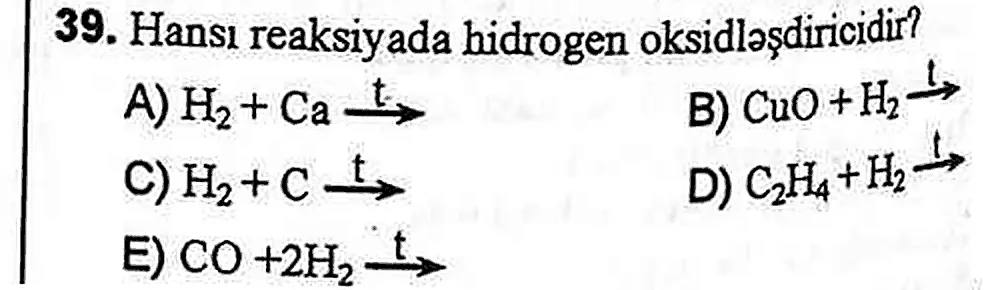 39. Hansı reaksiyada hidrogen oksidləşdiricidir?
A) H₂ + Ca —t→ B) CuO + H₂ —t→
C) H₂ + C —t→ D) C₂H₄ + H₂ —t→
E) CO +2H₂ —t→